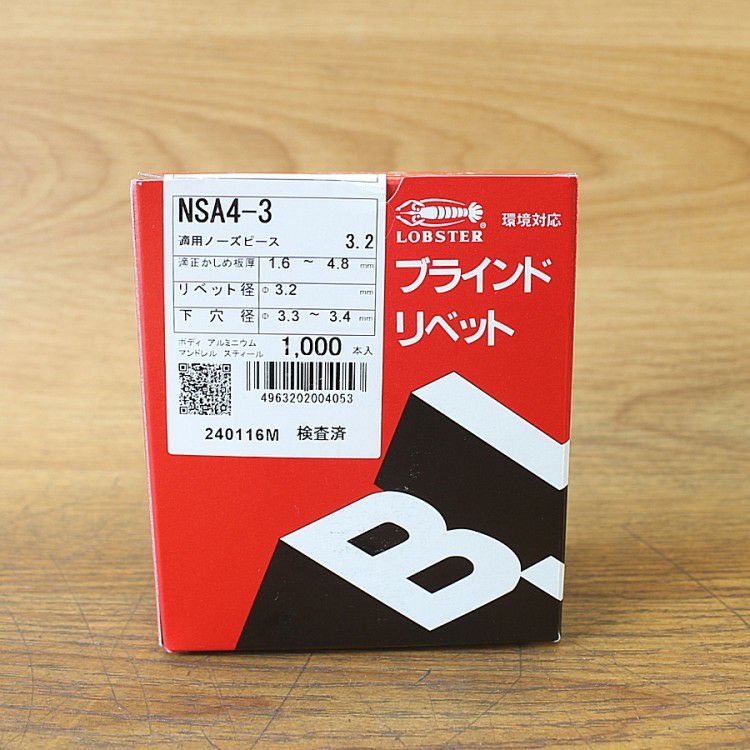 NSA4-3
適用ノーズピース 3.2
適正かしめ板厚 1.6 ～ 4.8 mm
リベット径 Φ 3.2 mm
下穴径 Φ 3.3 ～ 3.4 mm
ボディ アルミニウム
マンドレル スティール
1,000 本入
4963202004053
240116M 検査済
LOBSTER®
環境対応
ブラインド
リベット
B